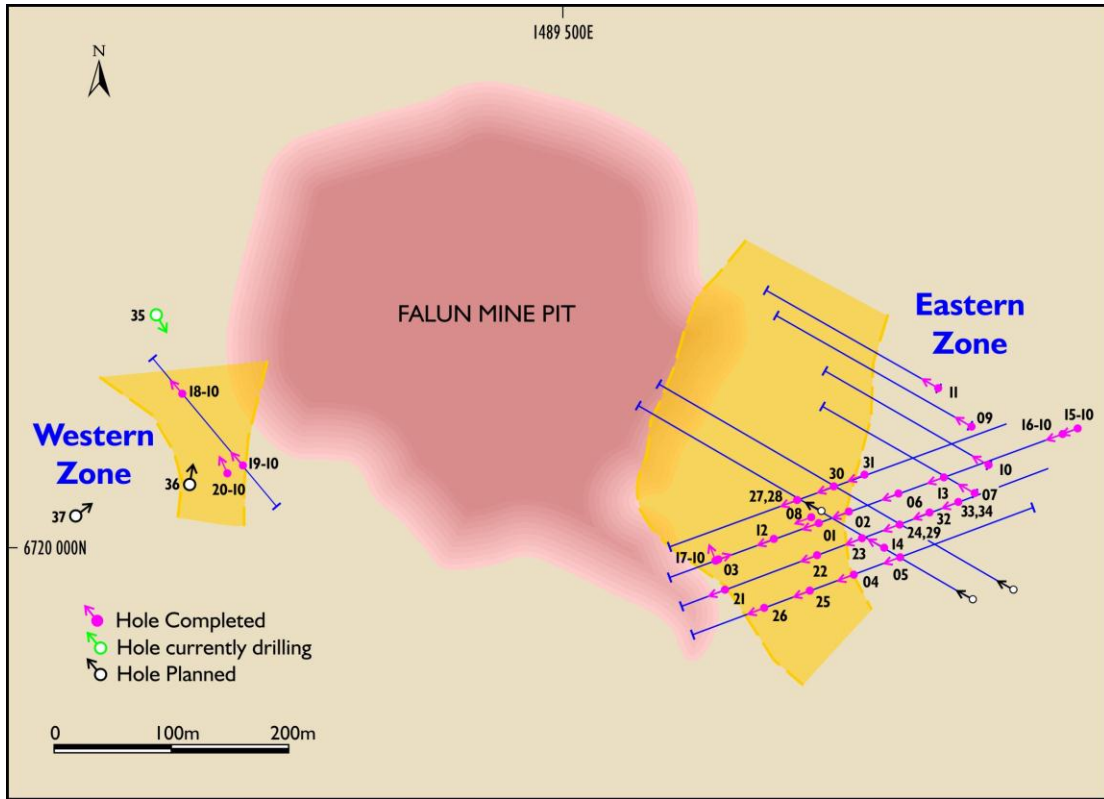 1489 500E
N
FALUN MINE PIT
Eastern
Zone
11
09
16-10
15-10
35
18-10
Western
Zone
19-10
20-10
36
37
30
31
10
27,28
06
13
07
08
02
32
33,34
12
01
24,29
17-10
03
23
14
22
05
21
25
04
26
6720 000N
Hole Completed
Hole currently drilling
Hole Planned
0 100m 200m